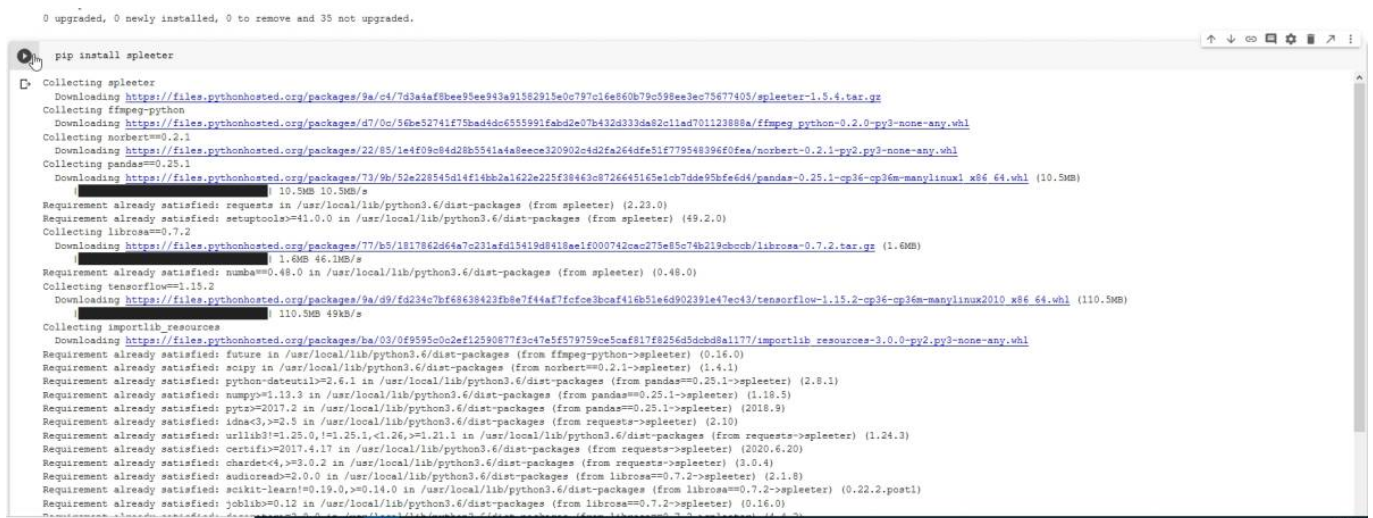 0 upgraded, 0 newly installed, 0 to remove and 35 not upgraded.
pip install spleeter
Collecting spleeter
Downloading https://files.pythonhosted.org/packages/9a/c4/7d3a4af8bee95ee943a91582915e0c797c16e860b79c598ee3ec75677405/spleeter-1.5.4.tar.gz
Collecting ffmpeg-python
Downloading https://files.pythonhosted.org/packages/d7/0c/56be52741f75bad4dc6555991fabd2e07b432d333da82c11ad701123888a/ffmpeg_python-0.2.0-py3-none-any.whl
Collecting norbert==0.2.1
Downloading https://files.pythonhosted.org/packages/22/85/1e4f09c84d28b5541a4a8eece320902c4d2fa264dfe51f779548396f0fea/norbert-0.2.1-py2.py3-none-any.whl
Collecting pandas==0.25.1
Downloading https://files.pythonhosted.org/packages/73/9b/52e228545d14f14bb2a1622e225f38463c8726645165e1cb7dde95bfe6d4/pandas-0.25.1-cp36-cp36m-manylinux1_x86_64.whl (10.5MB)
| | 10.5MB 10.5MB/s
Requirement already satisfied: requests in /usr/local/lib/python3.6/dist-packages (from spleeter) (2.23.0)
Requirement already satisfied: setuptools>=41.0.0 in /usr/local/lib/python3.6/dist-packages (from spleeter) (49.2.0)
Collecting librosa==0.7.2
Downloading https://files.pythonhosted.org/packages/77/b5/1817862d64a7c231afd15419d8418ae1f000742cac275e85c74b219cbccb/librosa-0.7.2.tar.gz (1.6MB)
| | 1.6MB 46.1MB/s
Requirement already satisfied: numba==0.48.0 in /usr/local/lib/python3.6/dist-packages (from spleeter) (0.48.0)
Collecting tensorflow==1.15.2
Downloading https://files.pythonhosted.org/packages/9a/d9/fd234c7bf68638423fb8e7f44af7fcfce3bcaf416b51e6d902391e47ec43/tensorflow-1.15.2-cp36-cp36m-manylinux2010_x86_64.whl (110.5MB)
| | 110.5MB 49kB/s
Collecting importlib_resources
Downloading https://files.pythonhosted.org/packages/ba/03/0f9595c0c2ef12590877f3c47e5f579759ce5caf817f8256d5dcbd8a1177/importlib_resources-3.0.0-py2.py3-none-any.whl
Requirement already satisfied: future in /usr/local/lib/python3.6/dist-packages (from ffmpeg-python->spleeter) (0.16.0)
Requirement already satisfied: scipy in /usr/local/lib/python3.6/dist-packages (from norbert==0.2.1->spleeter) (1.4.1)
Requirement already satisfied: python-dateutil>=2.6.1 in /usr/local/lib/python3.6/dist-packages (from pandas==0.25.1->spleeter) (2.8.1)
Requirement already satisfied: numpy>=1.13.3 in /usr/local/lib/python3.6/dist-packages (from pandas==0.25.1->spleeter) (1.18.5)
Requirement already satisfied: pytz>=2017.2 in /usr/local/lib/python3.6/dist-packages (from pandas==0.25.1->spleeter) (2018.9)
Requirement already satisfied: idna<3,>=2.5 in /usr/local/lib/python3.6/dist-packages (from requests->spleeter) (2.10)
Requirement already satisfied: urllib3!=1.25.0,!=1.25.1,<1.26,>=1.21.1 in /usr/local/lib/python3.6/dist-packages (from requests->spleeter) (1.24.3)
Requirement already satisfied: certifi>=2017.4.17 in /usr/local/lib/python3.6/dist-packages (from requests->spleeter) (2020.6.20)
Requirement already satisfied: chardet<4,>=3.0.2 in /usr/local/lib/python3.6/dist-packages (from requests->spleeter) (3.0.4)
Requirement already satisfied: audioread>=2.0.0 in /usr/local/lib/python3.6/dist-packages (from librosa==0.7.2->spleeter) (2.1.8)
Requirement already satisfied: scikit-learn!=0.19.0,>=0.14.0 in /usr/local/lib/python3.6/dist-packages (from librosa==0.7.2->spleeter) (0.22.2.post1)
Requirement already satisfied: joblib>=0.12 in /usr/local/lib/python3.6/dist-packages (from librosa==0.7.2->spleeter) (0.16.0)